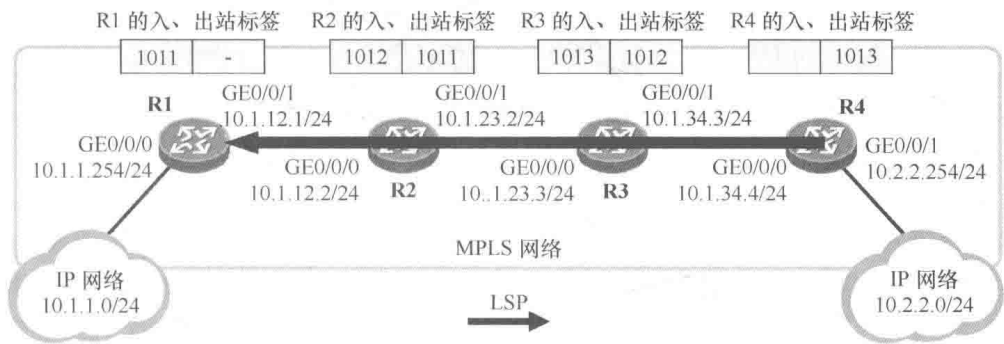 R1 的入、出站标签 R2 的入、出站标签 R3 的入、出站标签 R4 的入、出站标签
1011 - 1012 1011 1013 1012 1013
R1 GE0/0/1 GE0/0/1 GE0/0/1 R4
10.1.12.1/24 10.1.23.2/24 10.1.34.3/24
GE0/0/0 GE0/0/1
10.1.1.254/24 10.2.2.254/24
GE0/0/0 GE0/0/0 GE0/0/0
10.1.12.2/24 R2 10..1.23.3/24 R3 10.1.34.4/24
MPLS 网络
IP 网络 IP 网络
10.1.1.0/24 10.2.2.0/24
LSP